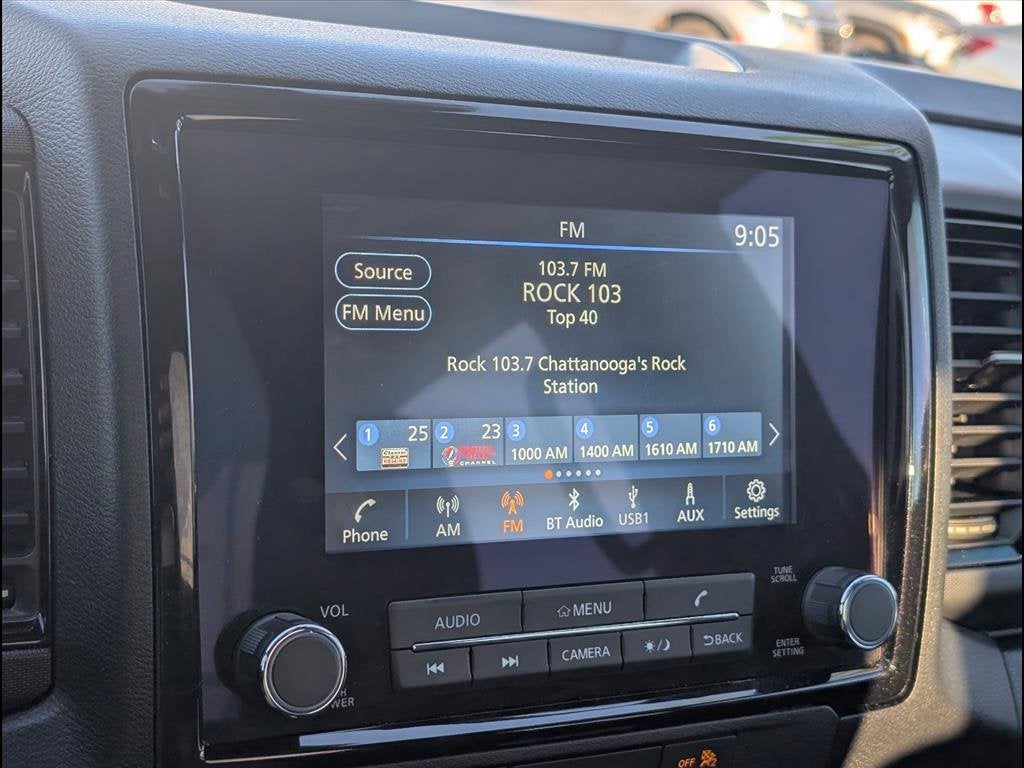 FM
9:05
Source
103.7 FM
FM Menu
ROCK 103
Top 40
Rock 103.7 Chattanooga's Rock
Station
1 25
2 23
3
4
5
6
1000 AM
1400 AM
1610 AM
1710 AM
CHANNEL
Phone
AM
FM
BT Audio
USB1
AUX
Settings
VOL
TUNE
SCROLL
AUDIO
MENU
CAMERA
BACK
ENTER
SETTING
OFF